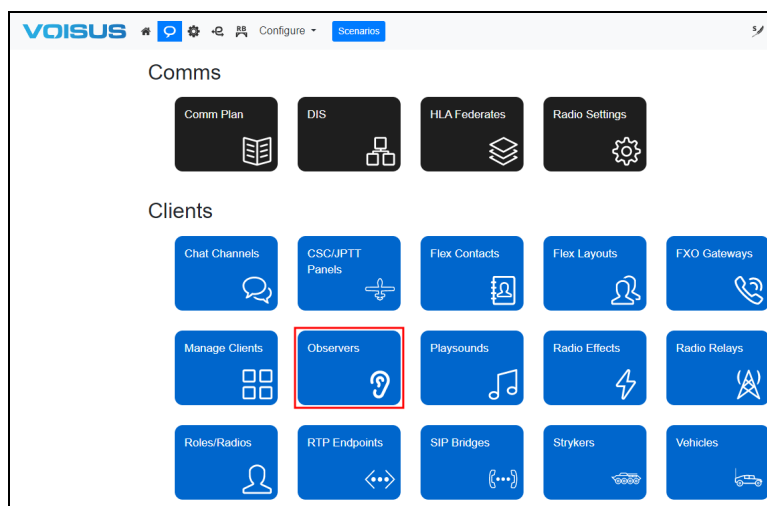 VOISUS RB Configure Scenarios
Comms
Comm Plan DIS HLA Federates Radio Settings
Clients
Chat Channels CSC/JPTT Flex Contacts Flex Layouts FXO Gateways
Panels
Manage Clients Observers Playsounds Radio Effects Radio Relays
Roles/Radios RTP Endpoints SIP Bridges Strykers Vehicles